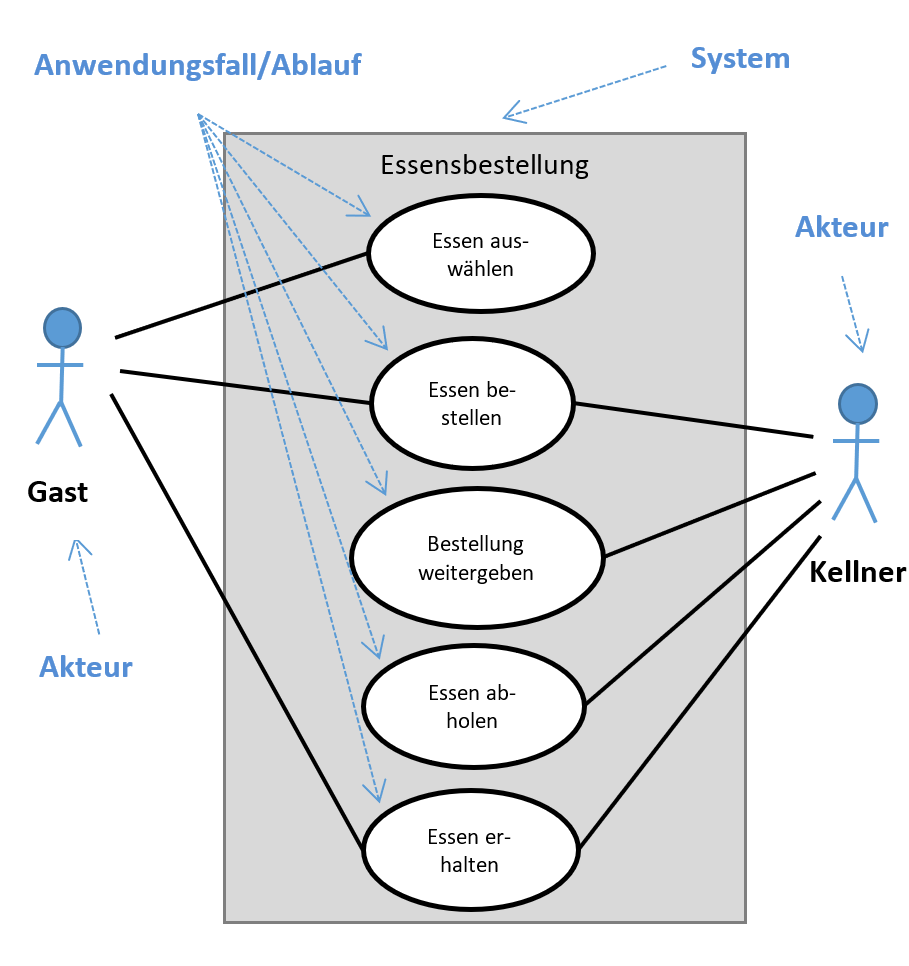 Anwendungsfall/Ablauf
System
Essensbestellung
Akteur
Essen aus-
wählen
Essen be-
stellen
Gast
Bestellung
weitergeben
Kellner
Akteur
Essen ab-
holen
Essen er-
halten